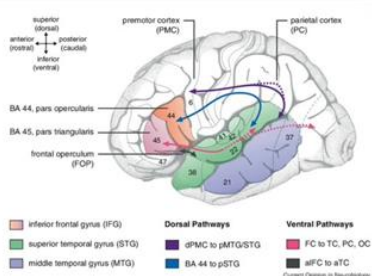 superior
(dorsal)
anterior
(rostral)
posterior
(caudal)
inferior
(ventral)
premotor cortex
(PMC)
parietal cortex
(PC)
BA 44, pars opercularis
BA 45, pars triangularis
frontal operculum
(FOP)
6
44
45
47
38
41
42
22
21
37
inferior frontal gyrus (IFG)
superior temporal gyrus (STG)
middle temporal gyrus (MTG)
Dorsal Pathways
dPMC to pMTG/STG
BA 44 to pSTG
Ventral Pathways
FC to TC, PC, OC
aIFC to aTC
Current Opinion in Neurobiology